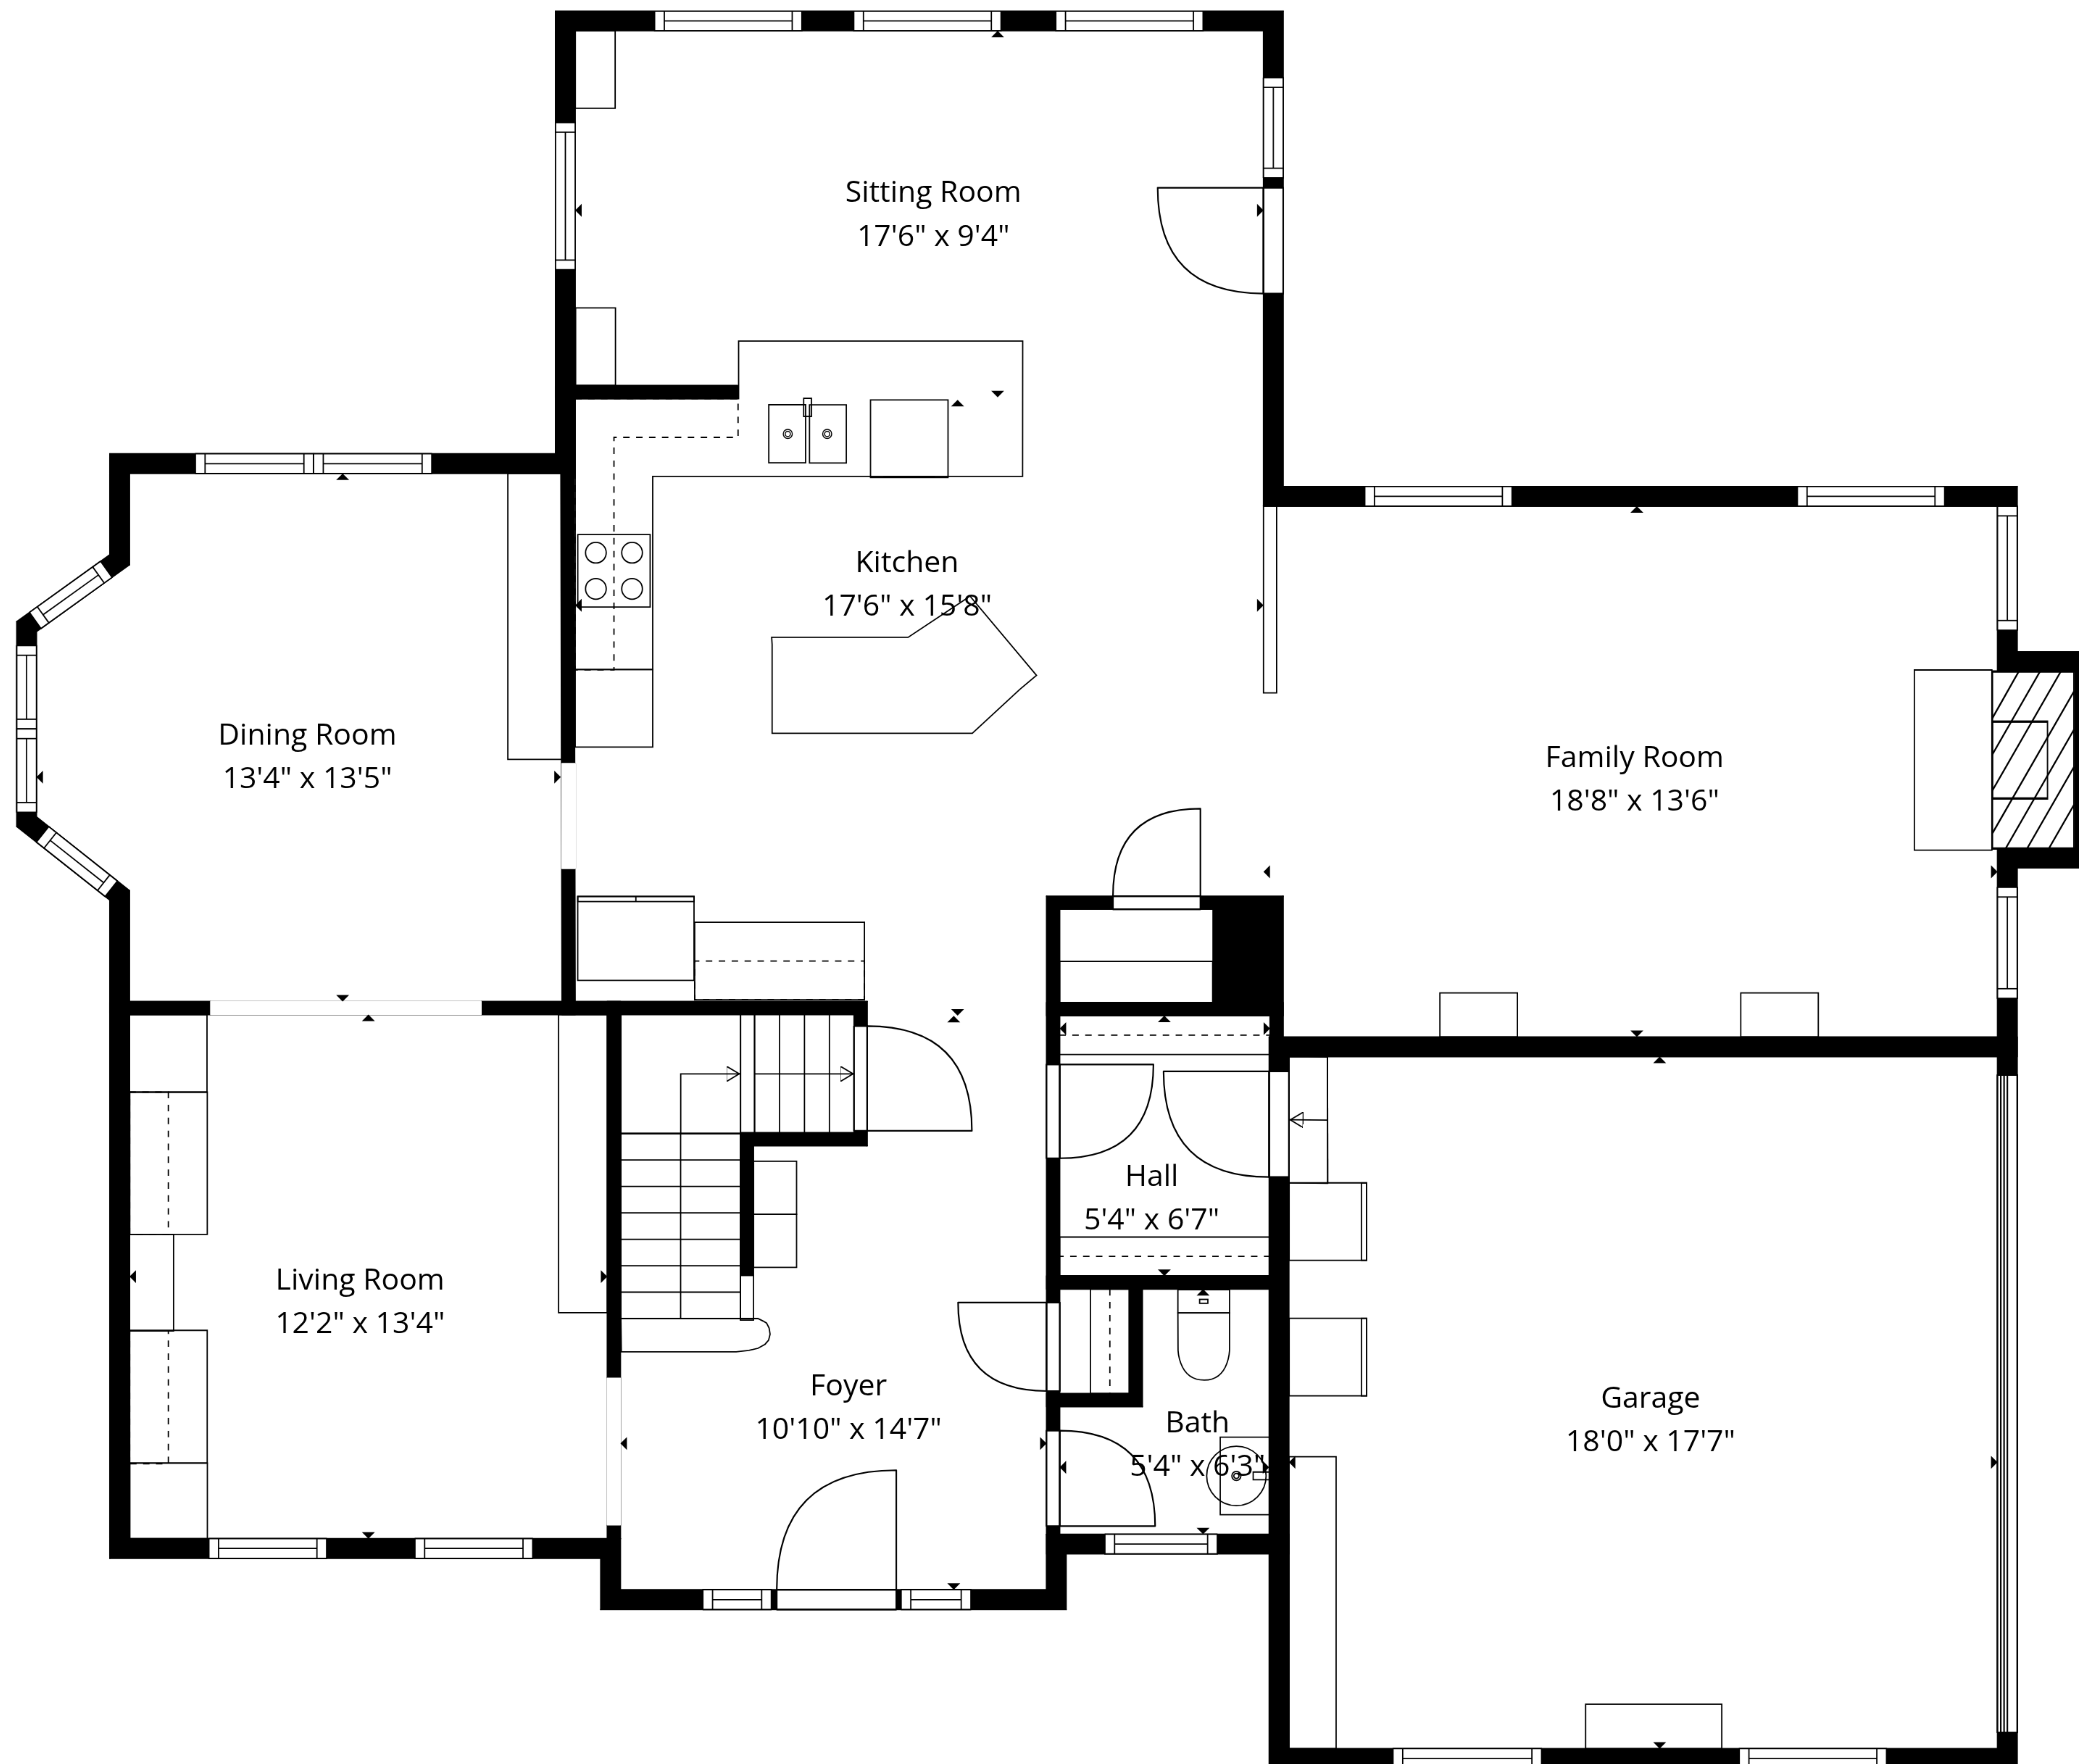 Sitting Room
17'6" x 9'4"
Kitchen
17'6" x 15'8"
Dining Room
13'4" x 13'5"
Family Room
18'8" x 13'6"
Hall
5'4" x 6'7"
Living Room
12'2" x 13'4"
Foyer
10'10" x 14'7"
Bath
5'4" x 6'3"
Garage
18'0" x 17'7"